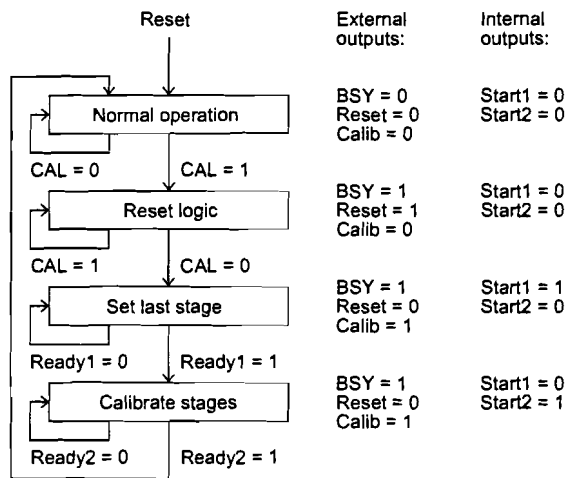 Reset
External outputs:
Internal outputs:
Normal operation
BSY = 0
Reset = 0
Calib = 0
Start1 = 0
Start2 = 0
CAL = 0
CAL = 1
Reset logic
BSY = 1
Reset = 1
Calib = 0
Start1 = 0
Start2 = 0
CAL = 1
CAL = 0
Set last stage
BSY = 1
Reset = 0
Calib = 1
Start1 = 1
Start2 = 0
Ready1 = 0
Ready1 = 1
Calibrate stages
BSY = 1
Reset = 0
Calib = 1
Start1 = 0
Start2 = 1
Ready2 = 0
Ready2 = 1